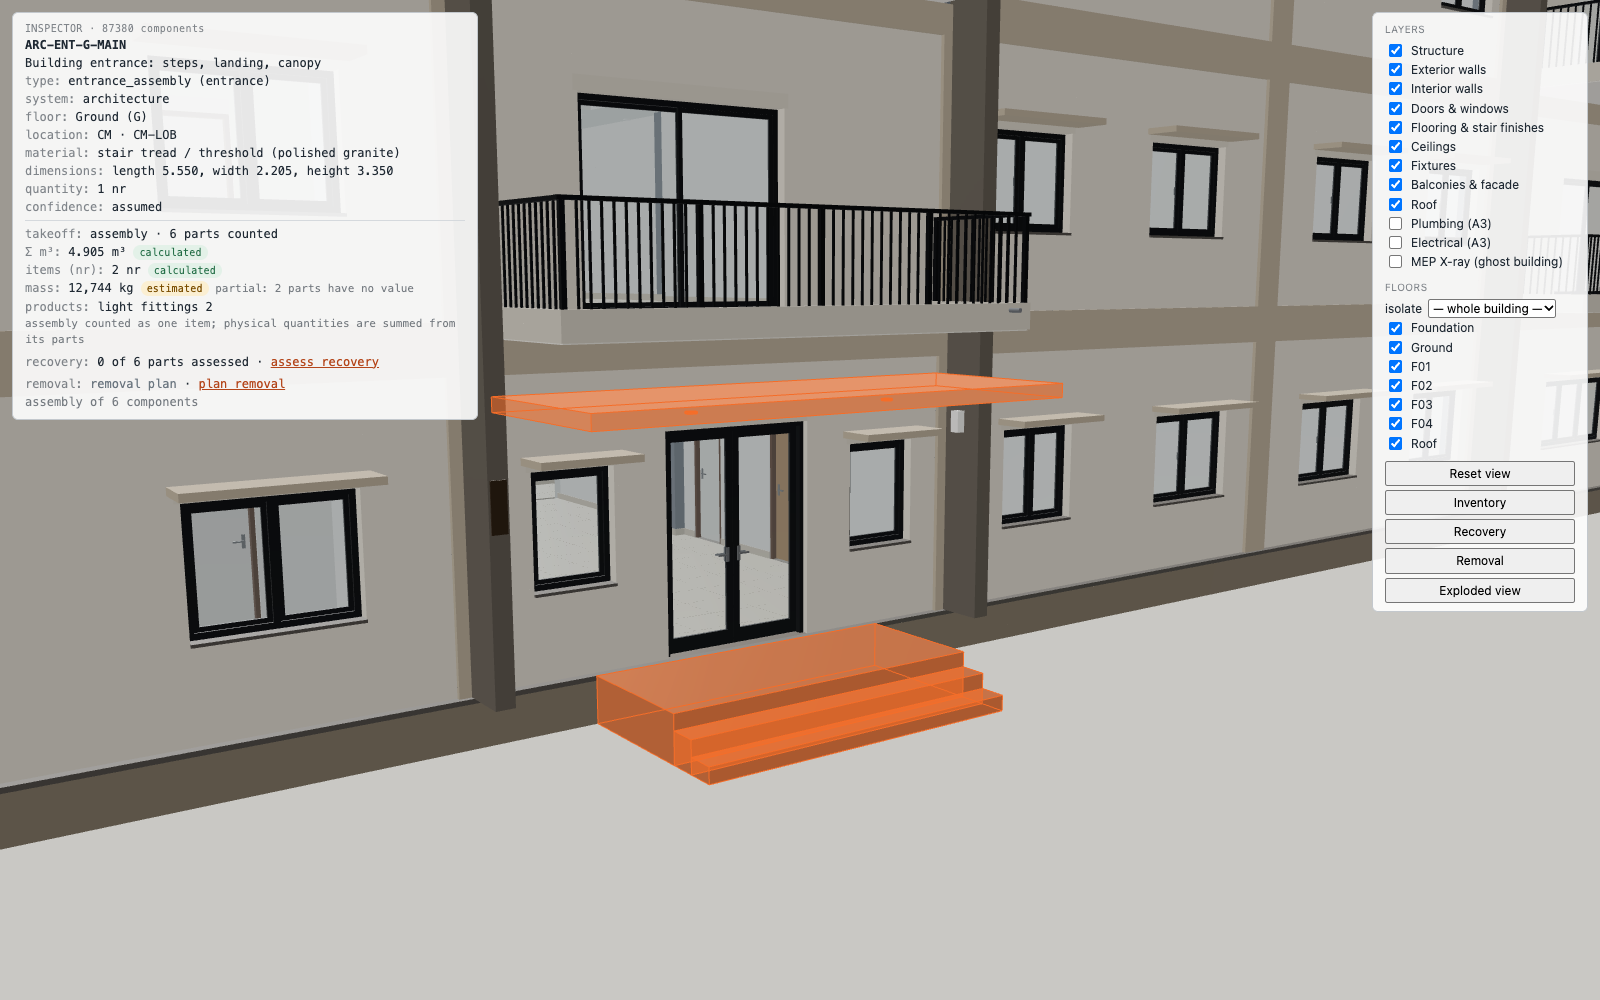 INSPECTOR · 87380 components
ARC-ENT-G-MAIN
Building entrance: steps, landing, canopy
type: entrance_assembly (entrance)
system: architecture
floor: Ground (G)
location: CM · CM-LOB
material: stair tread / threshold (polished granite)
dimensions: length 5.550, width 2.205, height 3.350
quantity: 1 nr
confidence: assumed
takeoff: assembly · 6 parts counted
Σ m³: 4.905 m³ calculated
items (nr): 2 nr calculated
mass: 12,744 kg estimated partial: 2 parts have no value
products: light fittings 2
assembly counted as one item; physical quantities are summed from
its parts
recovery: 0 of 6 parts assessed · assess recovery
removal: removal plan · plan removal
assembly of 6 components
LAYERS
Structure
Exterior walls
Interior walls
Doors & windows
Flooring & stair finishes
Ceilings
Fixtures
Balconies & facade
Roof
Plumbing (A3)
Electrical (A3)
MEP X-ray (ghost building)
FLOORS
isolate — whole building —
Foundation
Ground
F01
F02
F03
F04
Roof
Reset view
Inventory
Recovery
Removal
Exploded view